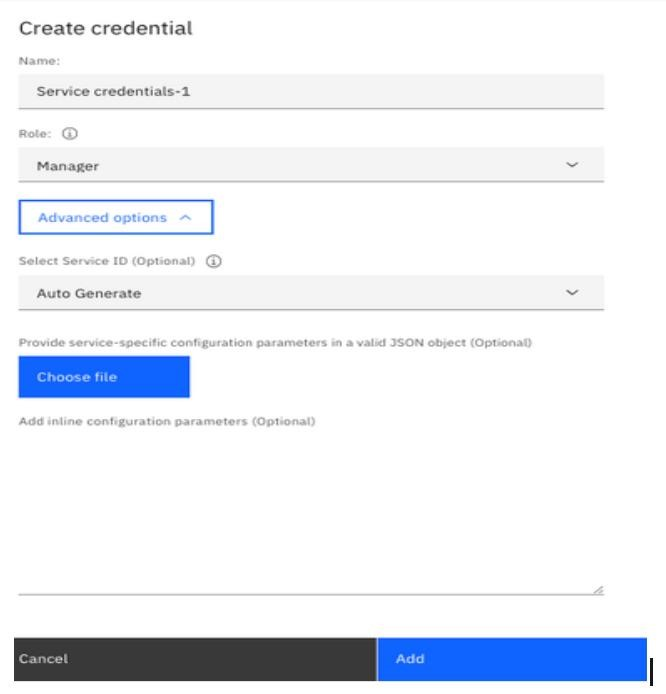 Create credential
Name:
Service credentials-1
Role:
Manager
Advanced options
Select Service ID (Optional)
Auto Generate
Provide service-specific configuration parameters in a valid JSON object (Optional)
Choose file
Add inline configuration parameters (Optional)
Cancel
Add